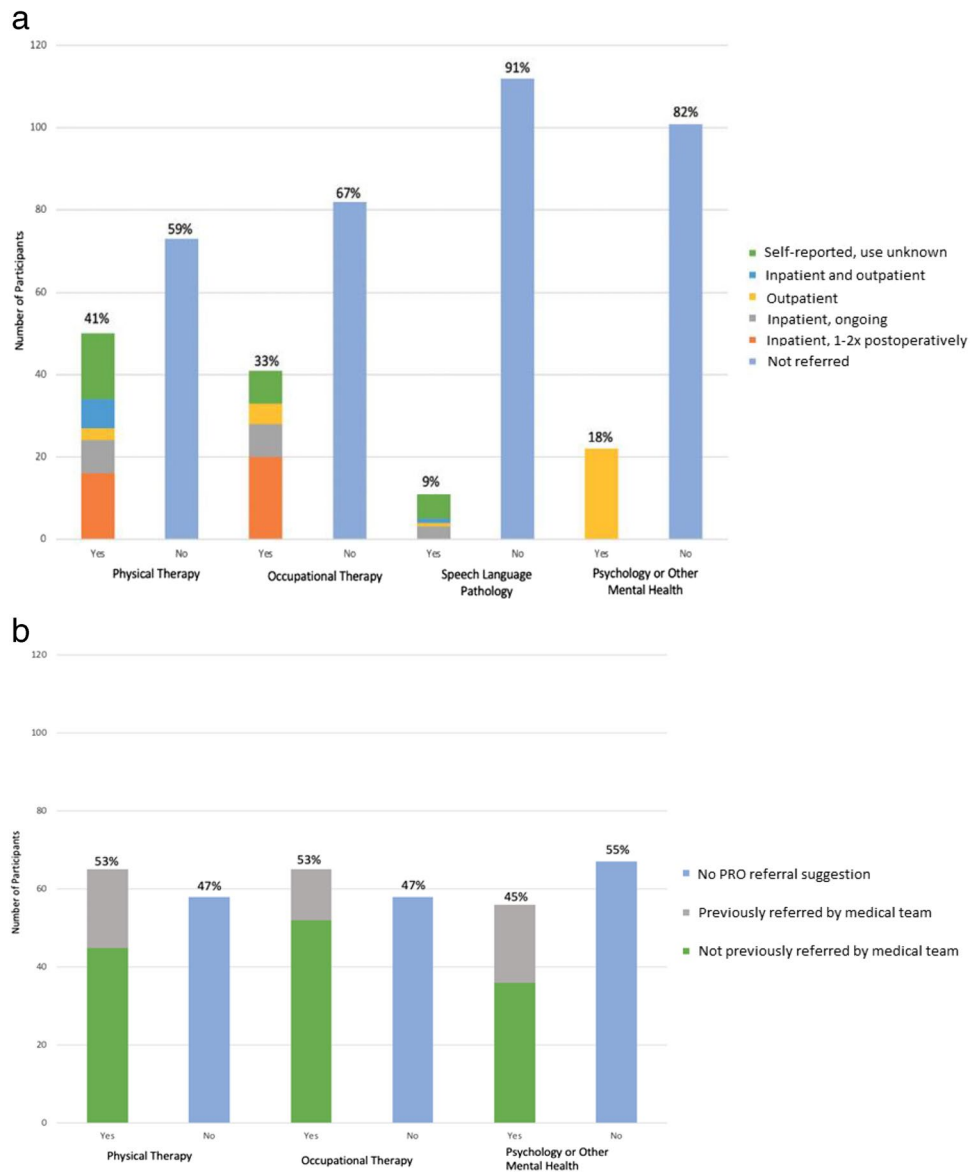 a
120
100
80
60
40
20
0
Number of Participants
41%
59%
33%
67%
9%
91%
18%
82%
Yes
No
Yes
No
Yes
No
Yes
No
Physical Therapy
Occupational Therapy
Speech Language
Pathology
Psychology or Other
Mental Health
Self-reported, use unknown
Inpatient and outpatient
Outpatient
Inpatient, ongoing
Inpatient, 1-2x postoperatively
Not referred
b
120
100
80
60
40
20
0
Number of Participants
53%
47%
53%
47%
45%
55%
Yes
No
Yes
No
Yes
No
Physical Therapy
Occupational Therapy
Psychology or Other
Mental Health
No PRO referral suggestion
Previously referred by medical team
Not previously referred by medical team